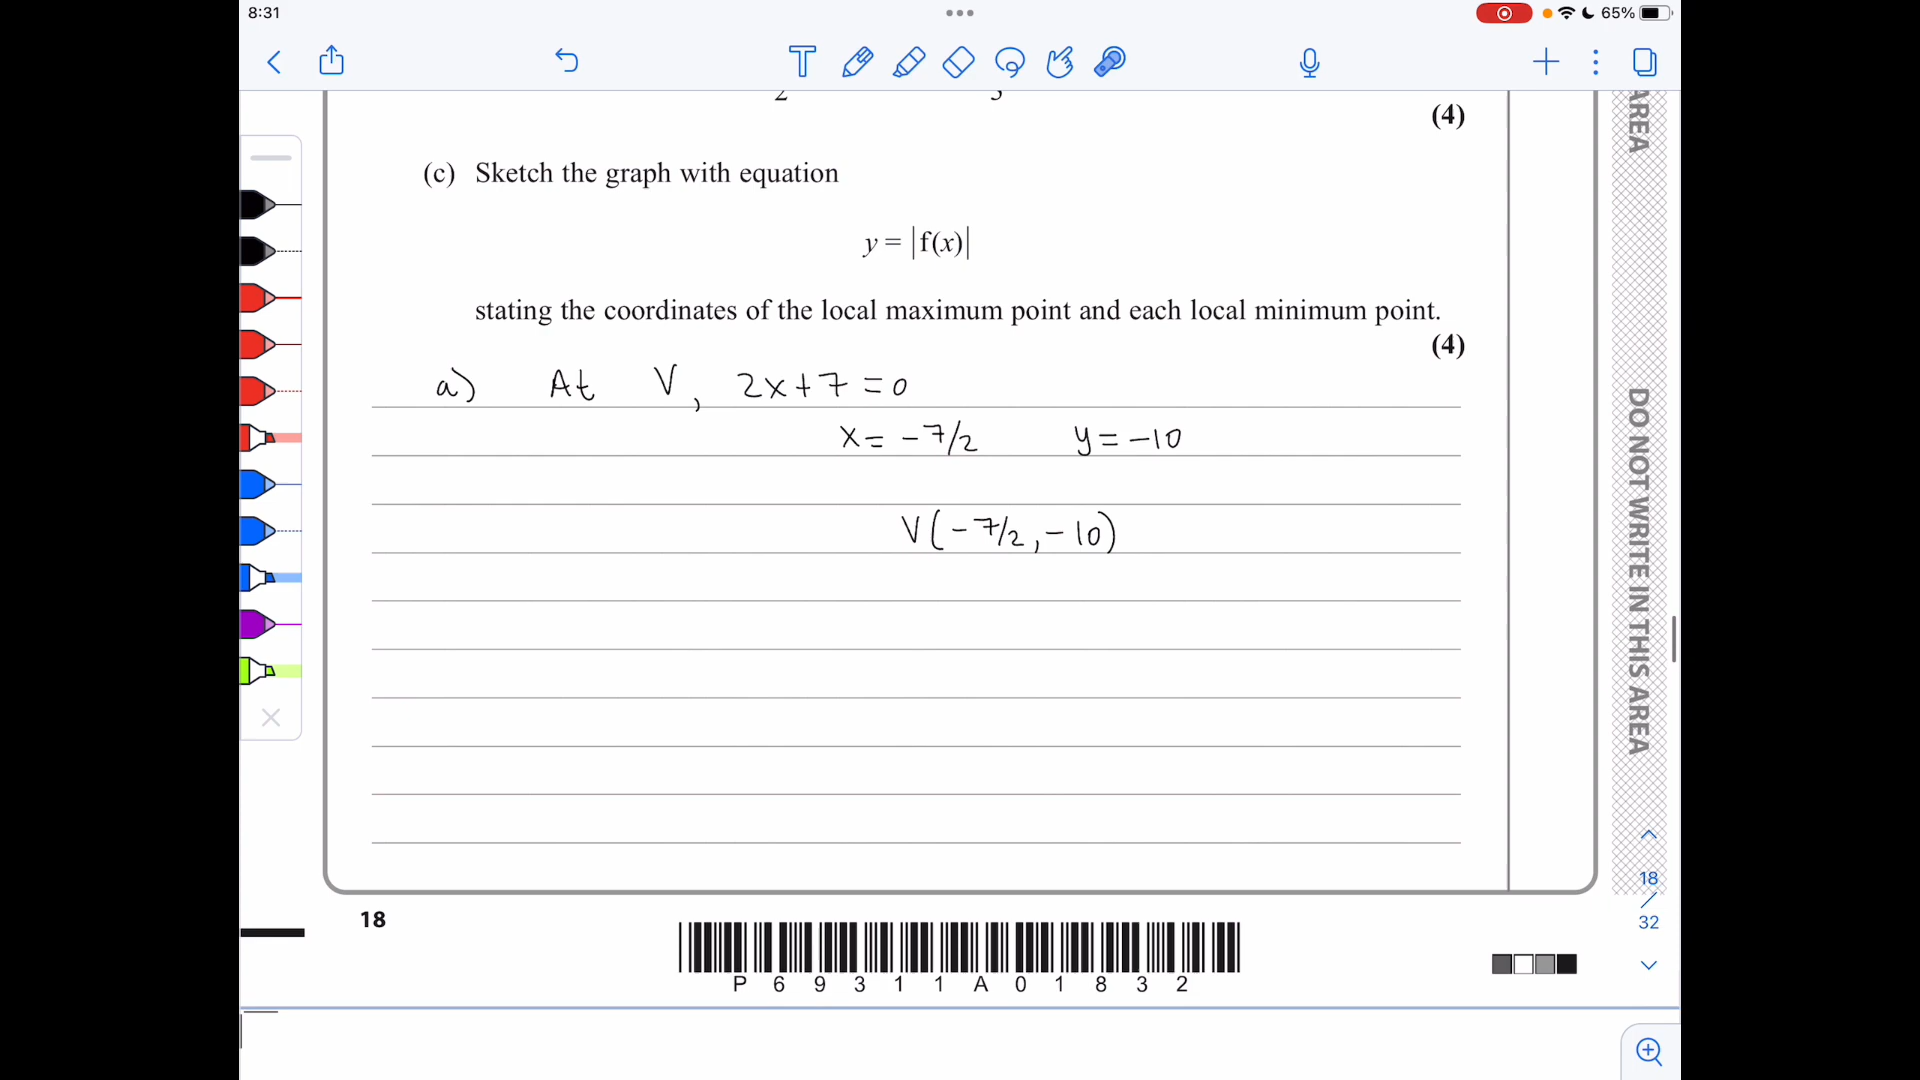 8:31
65%
(4)
(c) Sketch the graph with equation
y = |f(x)|
stating the coordinates of the local maximum point and each local minimum point.
(4)
a) At V, 2x+7=0
x= -7/2 y= -10
V(-7/2, -10)
AREA
DO NOT WRITE IN THIS AREA
18
32
18
P 6 9 3 1 1 A 0 1 8 3 2